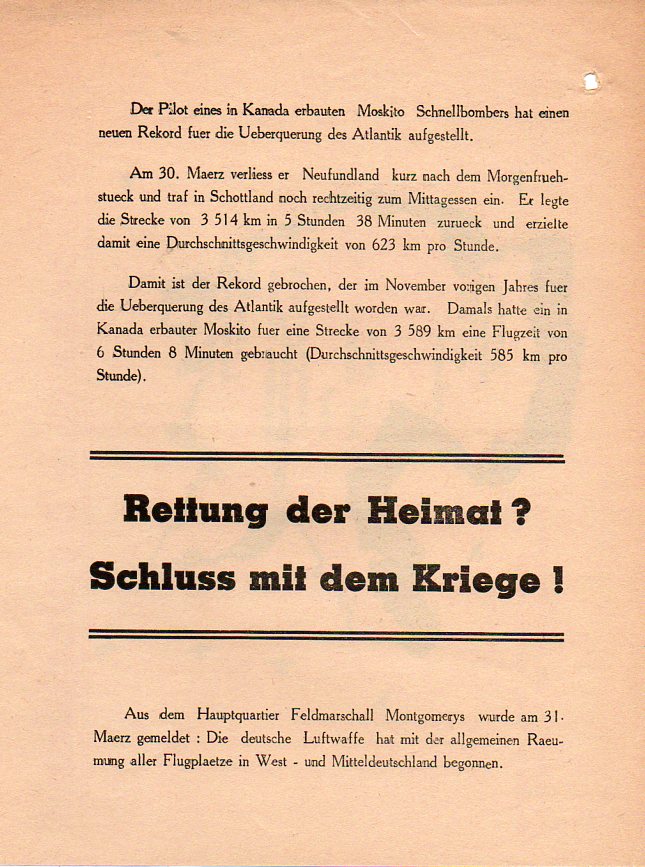 Der Pilot eines in Kanada erbauten Moskito Schnellbombers hat einen
neuen Rekord fuer die Ueberquerung des Atlantik aufgestellt.
Am 30. Maerz verliess er Neufundland kurz nach dem Morgenfrueh-
stueck und traf in Schottland noch rechtzeitig zum Mittagessen ein. Er legte
die Strecke von 3 514 km in 5 Stunden 38 Minuten zurueck und erzielte
damit eine Durchschnittsgeschwindigkeit von 623 km pro Stunde.
Damit ist der Rekord gebrochen, der im November vorigen Jahres fuer
die Ueberquerung des Atlantik aufgestellt worden war. Damals hatte ein in
Kanada erbauter Moskito fuer eine Strecke von 3 589 km eine Flugzeit von
6 Stunden 8 Minuten gebraucht (Durchschnittsgeschwindigkeit 585 km pro
Stunde).
Rettung der Heimat ?
Schluss mit dem Kriege !
Aus dem Hauptquartier Feldmarschall Montgomerys wurde am 31.
Maerz gemeldet : Die deutsche Luftwaffe hat mit der allgemeinen Raeu-
mung aller Flugplaetze in West - und Mitteldeutschland begonnen.